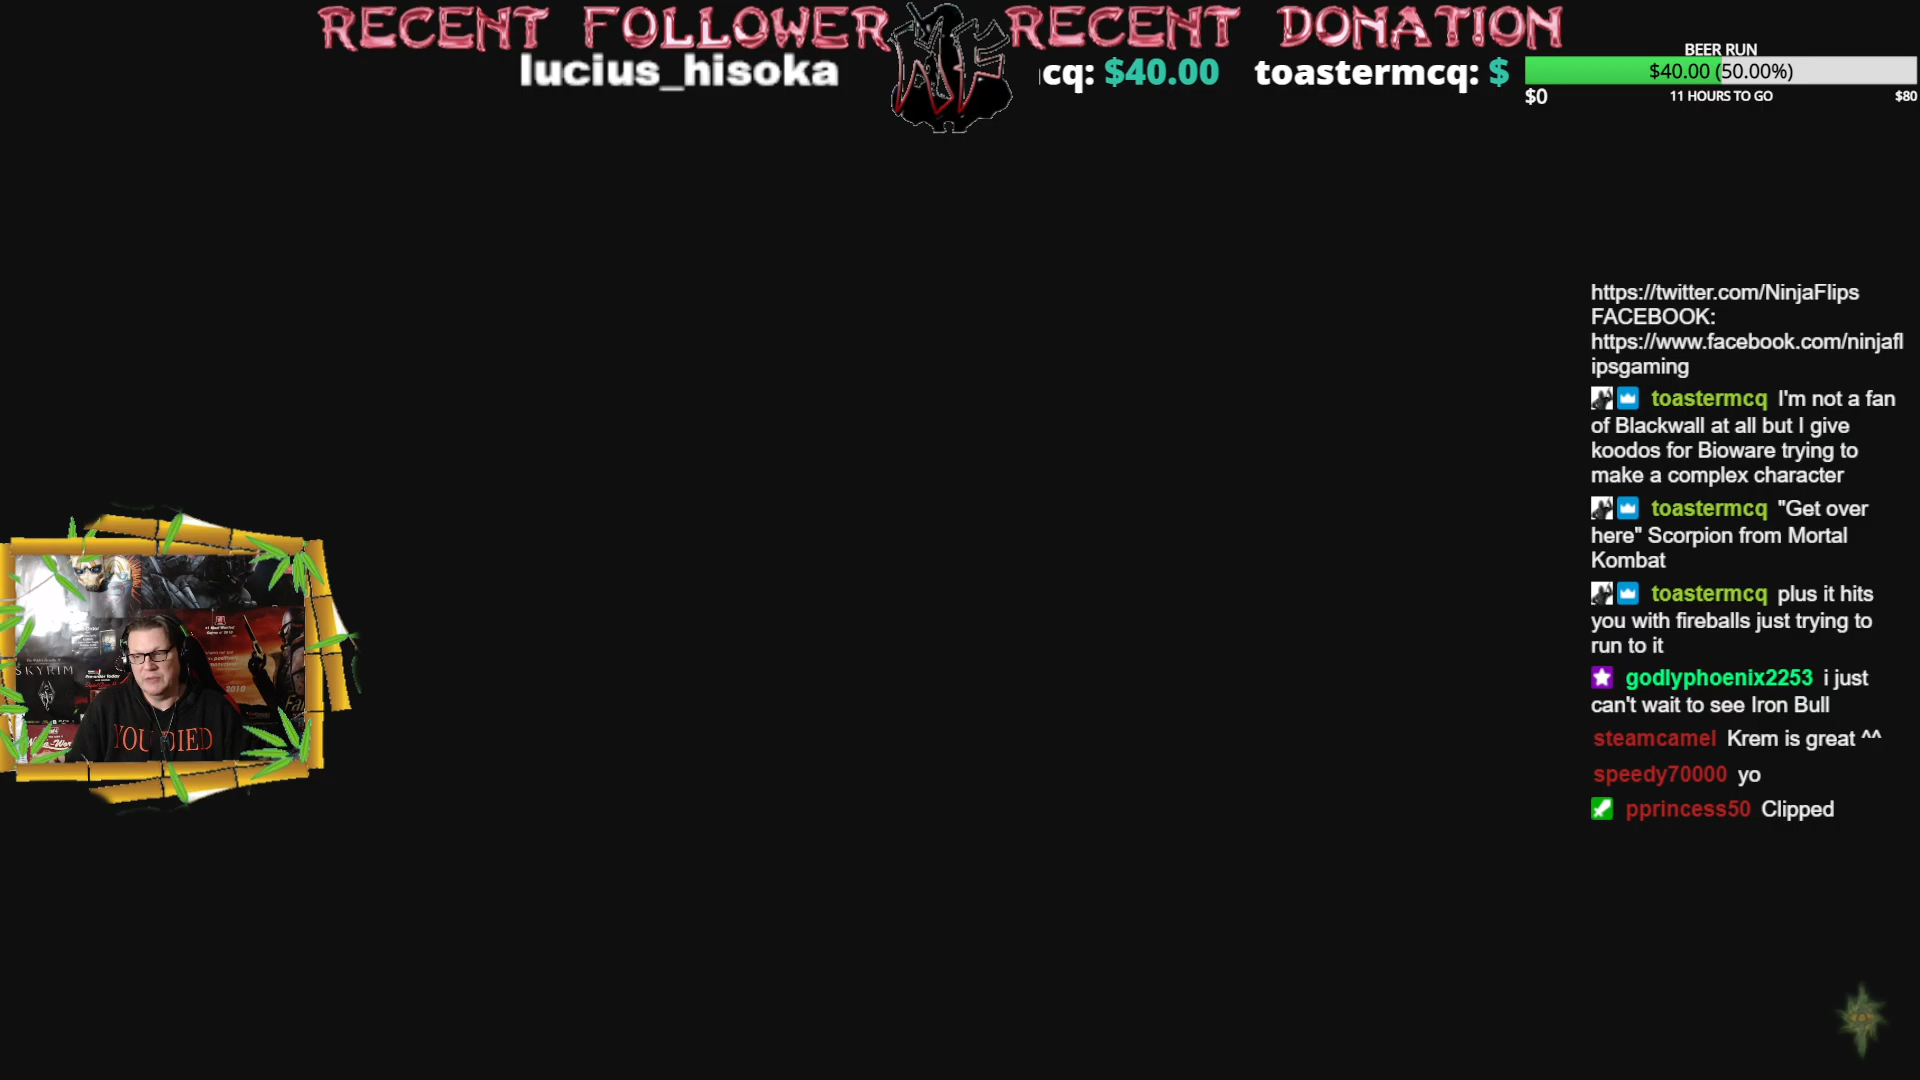 RECENT FOLLOWER
lucius_hisoka
RECENT DONATION
cq: $40.00 toastermcq: $
BEER RUN
$40.00 (50.00%)
$0
11 HOURS TO GO
$80
https://twitter.com/NinjaFlips
FACEBOOK:
https://www.facebook.com/ninjafl
ipsgaming
toastermcq I'm not a fan
of Blackwall at all but I give
koodos for Bioware trying to
make a complex character
toastermcq "Get over
here" Scorpion from Mortal
Kombat
toastermcq plus it hits
you with fireballs just trying to
run to it
godlyphoenix2253 i just
can't wait to see Iron Bull
steamcamel Krem is great ^^
speedy70000 yo
pprincess50 Clipped
SKYRIM
2010
YOU DIED